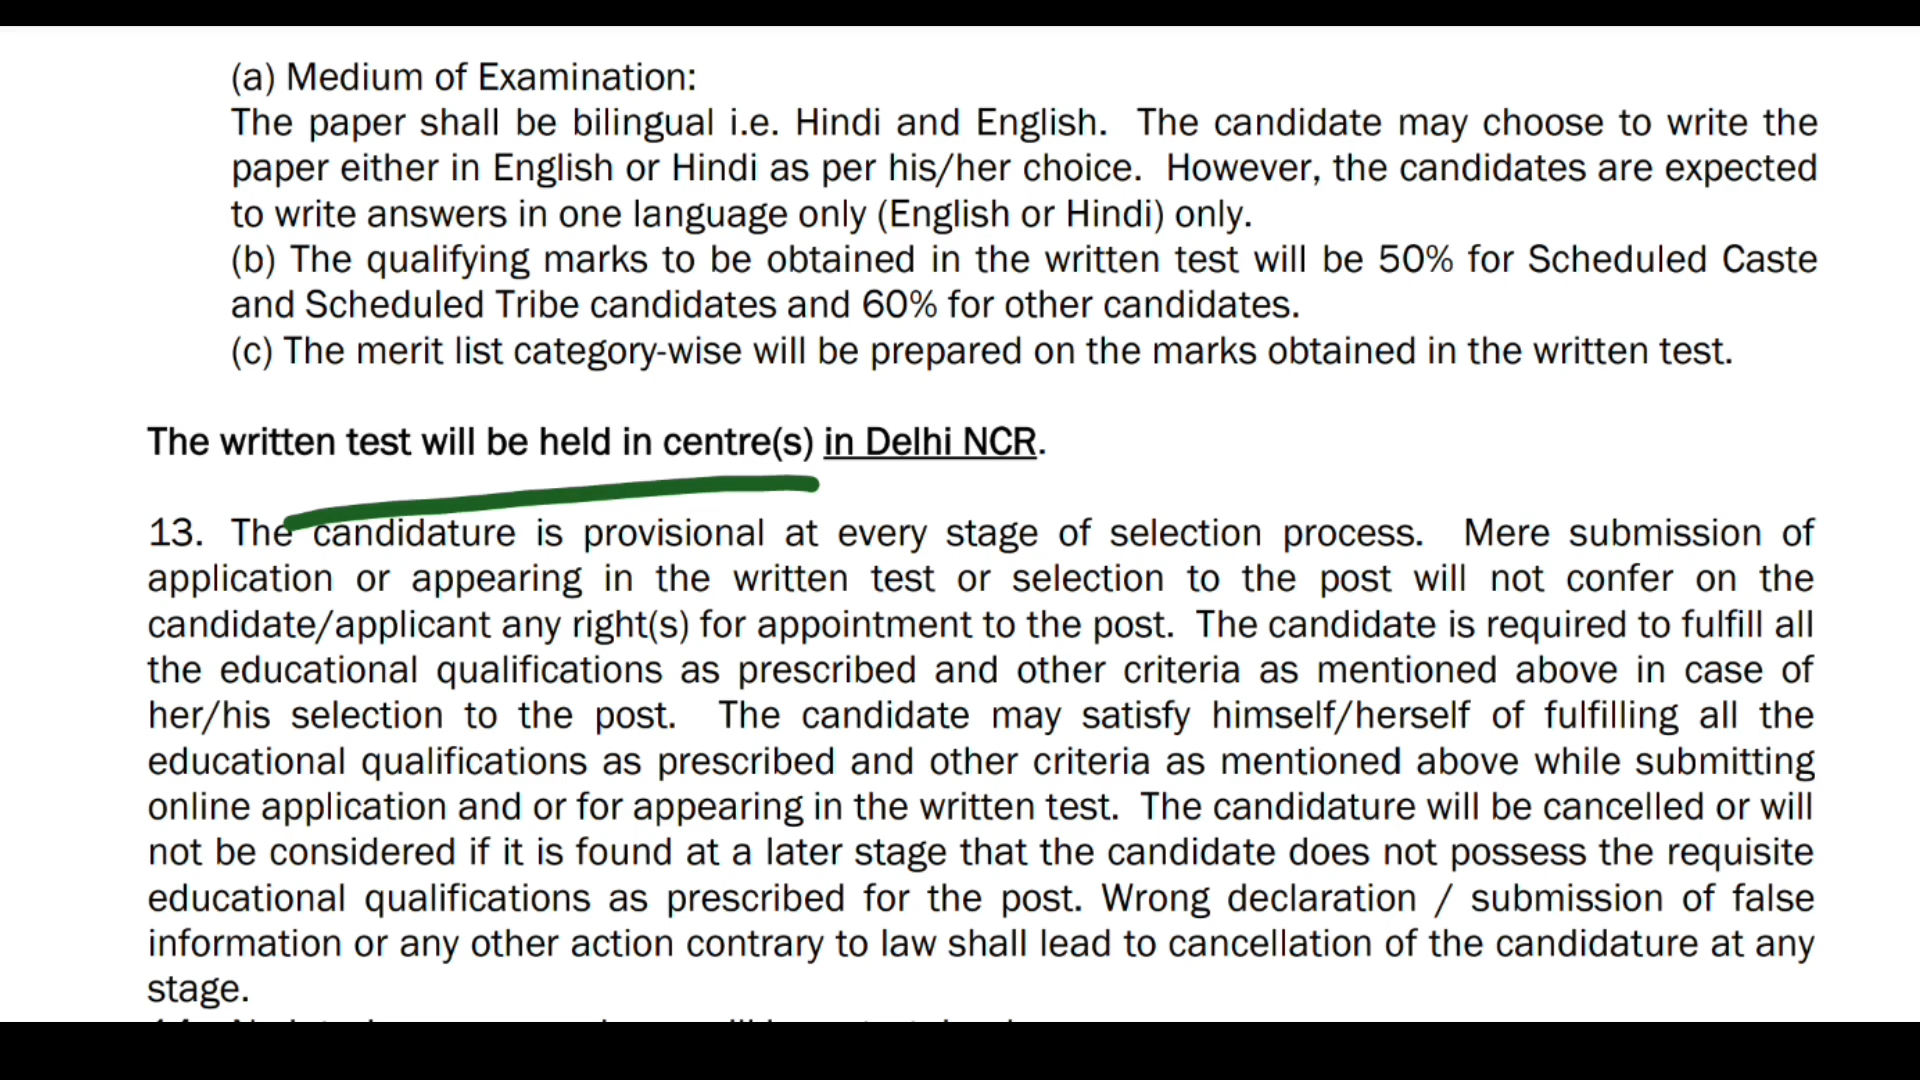 (a) Medium of Examination:
The paper shall be bilingual i.e. Hindi and English. The candidate may choose to write the
paper either in English or Hindi as per his/her choice. However, the candidates are expected
to write answers in one language only (English or Hindi) only.
(b) The qualifying marks to be obtained in the written test will be 50% for Scheduled Caste
and Scheduled Tribe candidates and 60% for other candidates.
(c) The merit list category-wise will be prepared on the marks obtained in the written test.
The written test will be held in centre(s) in Delhi NCR.
13. The candidature is provisional at every stage of selection process. Mere submission of
application or appearing in the written test or selection to the post will not confer on the
candidate/applicant any right(s) for appointment to the post. The candidate is required to fulfill all
the educational qualifications as prescribed and other criteria as mentioned above in case of
her/his selection to the post. The candidate may satisfy himself/herself of fulfilling all the
educational qualifications as prescribed and other criteria as mentioned above while submitting
online application and or for appearing in the written test. The candidature will be cancelled or will
not be considered if it is found at a later stage that the candidate does not possess the requisite
educational qualifications as prescribed for the post. Wrong declaration / submission of false
information or any other action contrary to law shall lead to cancellation of the candidature at any
stage.